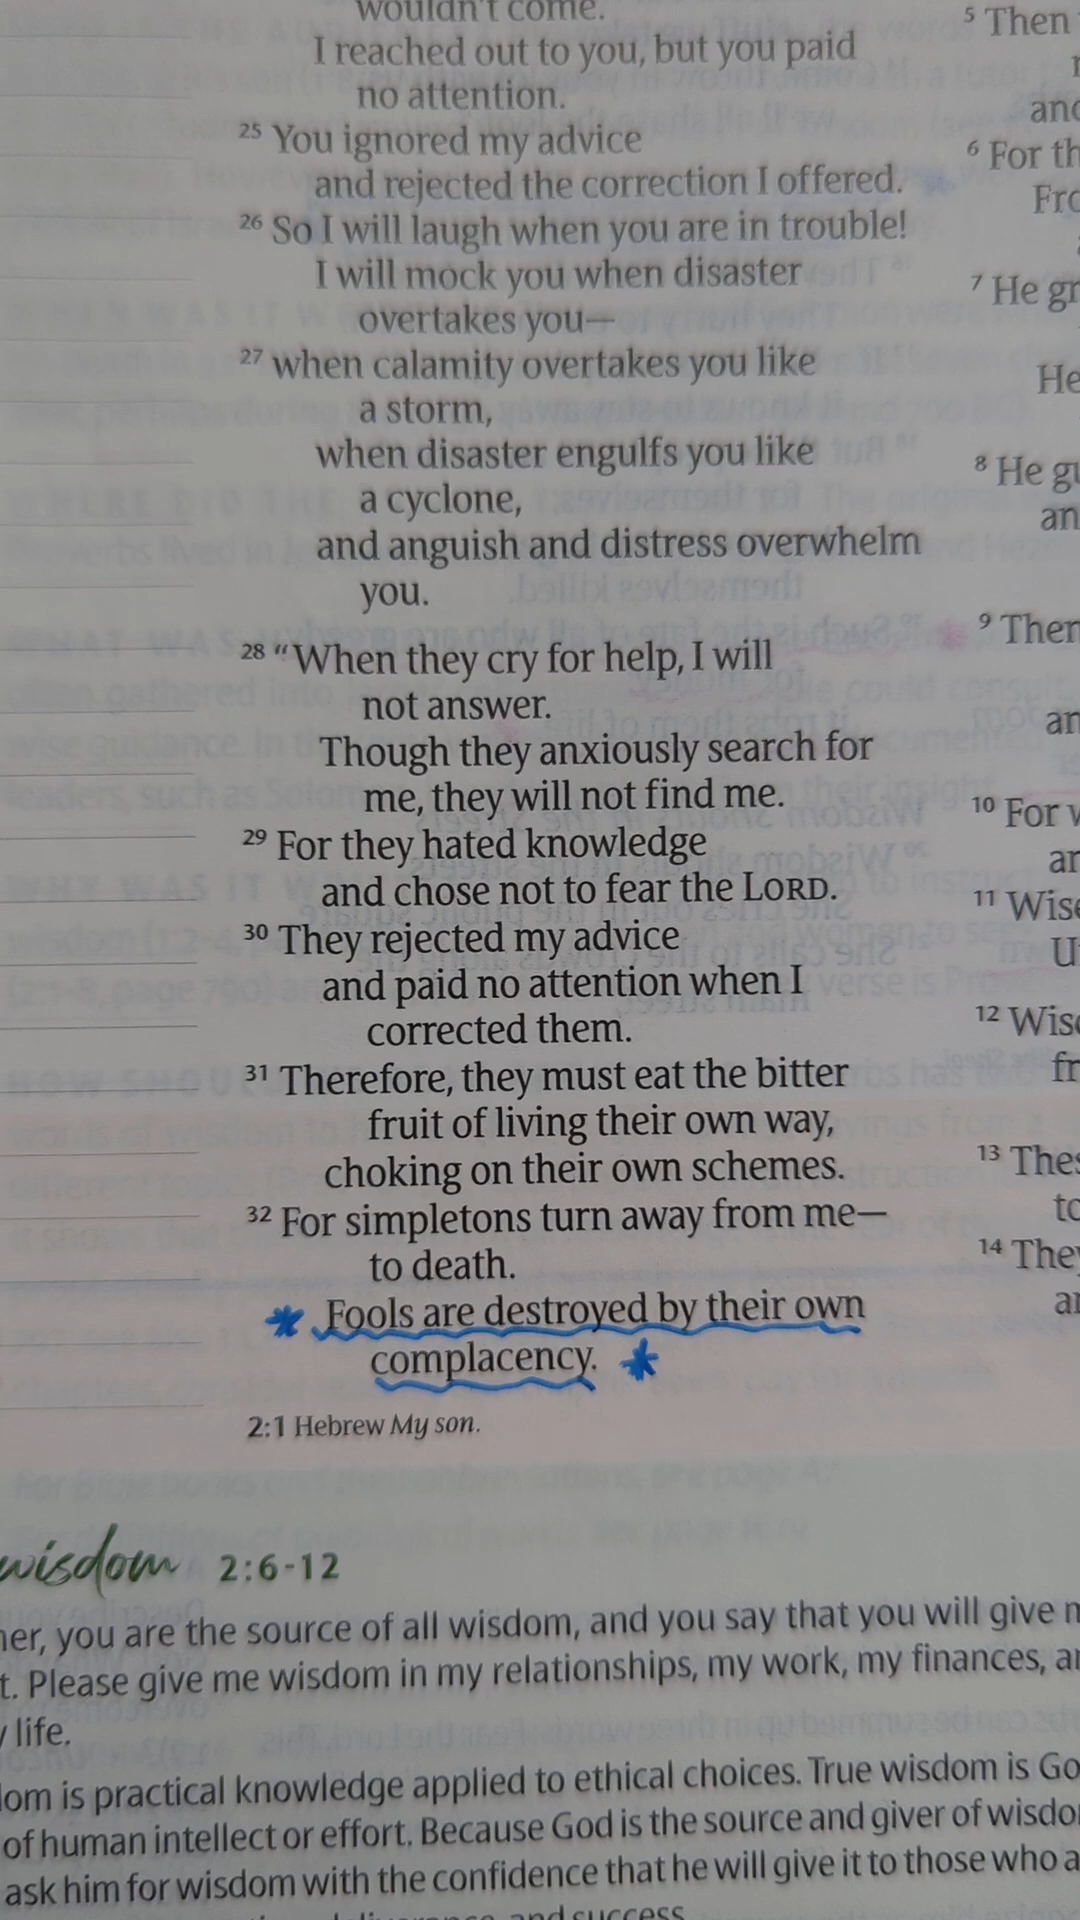 wouldn't come.
I reached out to you, but you paid
no attention.
25 You ignored my advice
and rejected the correction I offered.
26 So I will laugh when you are in trouble!
I will mock you when disaster
overtakes you—
27 when calamity overtakes you like
a storm,
when disaster engulfs you like
a cyclone,
and anguish and distress overwhelm
you.
28 “When they cry for help, I will
not answer.
Though they anxiously search for
me, they will not find me.
29 For they hated knowledge
and chose not to fear the LORD.
30 They rejected my advice
and paid no attention when I
corrected them.
31 Therefore, they must eat the bitter
fruit of living their own way,
choking on their own schemes.
32 For simpletons turn away from me—
to death.
* Fools are destroyed by their own
complacency. *
2:1 Hebrew My son.
5 Then
and
6 For th
Fro
7 He gr
He
8 He gu
an
9 Then
an
10 For w
an
11 Wise
U
12 Wis
fr
13 Thes
to
14 They
an
wisdom 2:6-12
her, you are the source of all wisdom, and you say that you will give m
t. Please give me wisdom in my relationships, my work, my finances, an
life.
dom is practical knowledge applied to ethical choices. True wisdom is Go
of human intellect or effort. Because God is the source and giver of wisdo
ask him for wisdom with the confidence that he will give it to those who a
and success